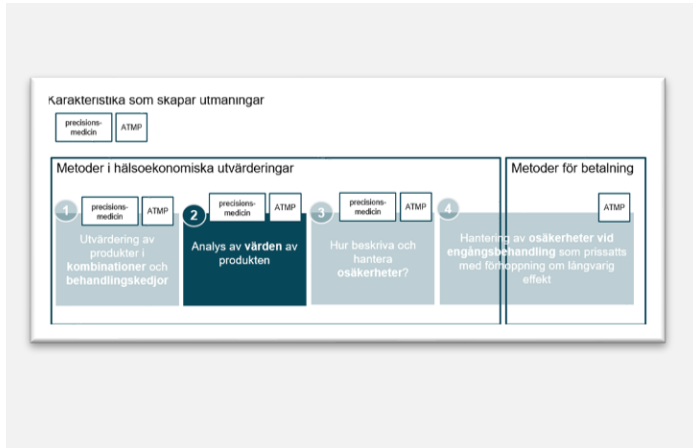 Karakteristika som skapar utmaningar
precisions-
medicin
ATMP
Metoder i hälsoekonomiska utvärderingar
Metoder för betalning
1
precisions-
medicin
ATMP
Utvärdering av
produkter i
kombinationer och
behandlingskedjor
2
precisions-
medicin
ATMP
Analys av värden av
produkten
3
precisions-
medicin
ATMP
Hur beskriva och
hantera
osäkerheter?
4
ATMP
Hantering av osäkerheter vid
engångsbehandling som prissatts
med förhoppning om långvarig
effekt